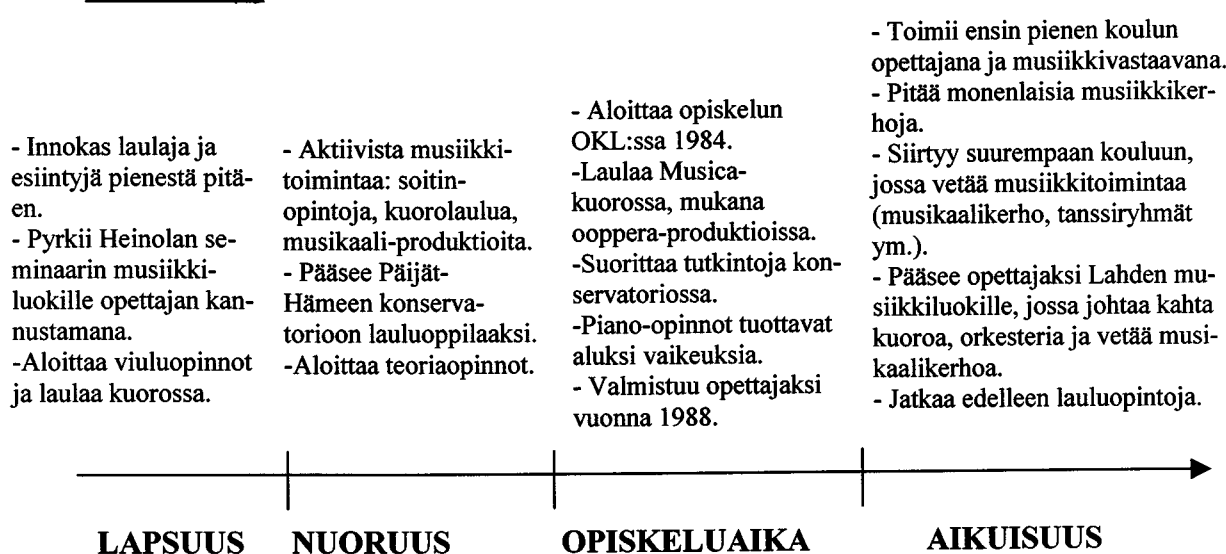 - Innokas laulaja ja
esiintyjä pienestä pitä-
en.
- Pyrkii Heinolan se-
minaarin musiikki-
luokille opettajan kan-
nustamana.
-Aloittaa viuluopinnot
ja laulaa kuorossa.
- Aktiivista musiikki-
toimintaa: soitin-
opintoja, kuorolaulua,
musikaali-produktioita.
- Pääsee Päijät-
Hämeen konserva-
torioon lauluoppilaaksi.
-Aloittaa teoriaopinnot.
- Aloittaa opiskelun
OKL:ssa 1984.
-Laulaa Musica-
kuorossa, mukana
ooppera-produktioissa.
-Suorittaa tutkintoja kon-
servatoriossa.
-Piano-opinnot tuottavat
aluksi vaikeuksia.
- Valmistuu opettajaksi
vuonna 1988.
- Toimii ensin pienen koulun
opettajana ja musiikkivastaavana.
- Pitää monenlaisia musiikkiker-
hoja.
- Siirtyy suurempaan kouluun,
jossa vetää musiikkitoimintaa
(musikaalikerho, tanssiryhmät
ym.).
- Pääsee opettajaksi Lahden mu-
siikkiluokille, jossa johtaa kahta
kuoroa, orkesteria ja vetää musi-
kaalikerhoa.
- Jatkaa edelleen lauluopintoja.
LAPSUUS NUORUUS OPISKELUAIKA AIKUISUUS